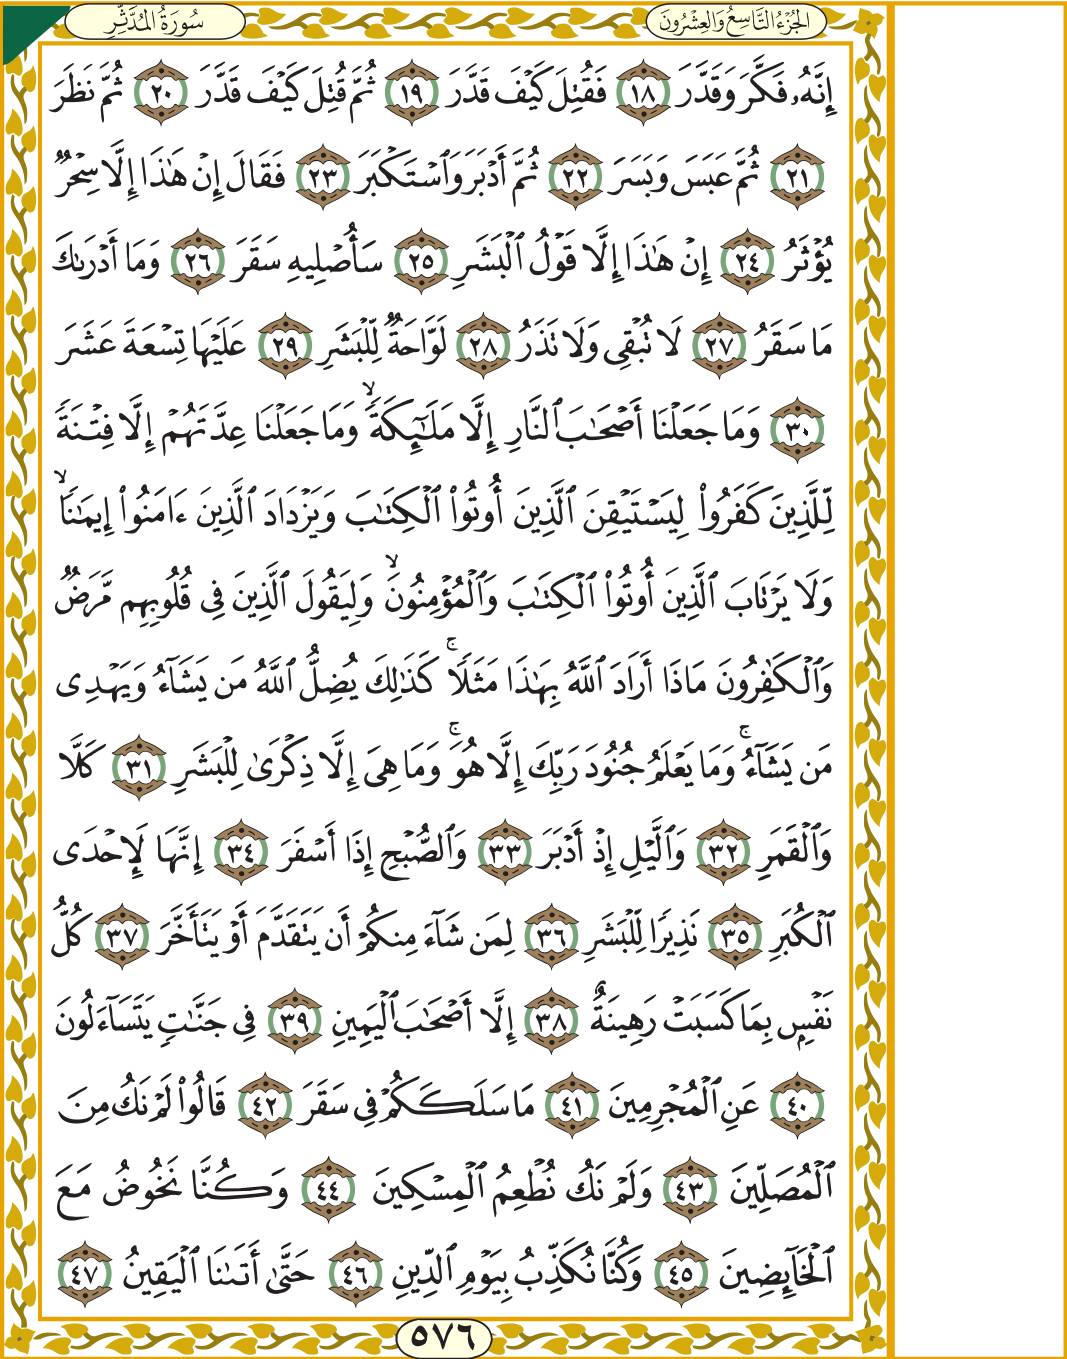 سُورَةُ المُدَّثِّرِ
الجُزْءُ التَّاسِعُ وَالعِشْرُونَ
إِنَّهُۥ فَكَّرَ وَقَدَّرَ ١٨ فَقُتِلَ كَيْفَ قَدَّرَ ١٩ ثُمَّ قُتِلَ كَيْفَ قَدَّرَ ٢٠ ثُمَّ نَظَرَ
٢١ ثُمَّ عَبَسَ وَبَسَرَ ٢٢ ثُمَّ أَدْبَرَ وَٱسْتَكْبَرَ ٢٣ فَقَالَ إِنْ هَٰذَآ إِلَّا سِحْرٌ
يُؤْثَرُ ٢٤ إِنْ هَٰذَآ إِلَّا قَوْلُ ٱلْبَشَرِ ٢٥ سَأُصْلِيهِ سَقَرَ ٢٦ وَمَآ أَدْرَىٰكَ
مَا سَقَرُ ٢٧ لَا تُبْقِى وَلَا تَذَرُ ٢٨ لَوَّاحَةٌ لِّلْبَشَرِ ٢٩ عَلَيْهَا تِسْعَةَ عَشَرَ
٣٠ وَمَا جَعَلْنَآ أَصْحَٰبَ ٱلنَّارِ إِلَّا مَلَٰٓئِكَةً ۙ وَمَا جَعَلْنَا عِدَّتَهُمْ إِلَّا فِتْنَةً
لِّلَّذِينَ كَفَرُوا۟ لِيَسْتَيْقِنَ ٱلَّذِينَ أُوتُوا۟ ٱلْكِتَٰبَ وَيَزْدَادَ ٱلَّذِينَ ءَامَنُوٓا۟ إِيمَٰنًا ۙ
وَلَا يَرْتَابَ ٱلَّذِينَ أُوتُوا۟ ٱلْكِتَٰبَ وَٱلْمُؤْمِنُونَ ۙ وَلِيَقُولَ ٱلَّذِينَ فِى قُلُوبِهِم مَّرَضٌ
وَٱلْكَٰفِرُونَ مَاذَآ أَرَادَ ٱللَّهُ بِهَٰذَا مَثَلًا ۚ كَذَٰلِكَ يُضِلُّ ٱللَّهُ مَن يَشَآءُ وَيَهْدِى
مَن يَشَآءُ ۚ وَمَا يَعْلَمُ جُنُودَ رَبِّكَ إِلَّا هُوَ ۚ وَمَا هِىَ إِلَّا ذِكْرَىٰ لِلْبَشَرِ ٣١ كَلَّا
وَٱلْقَمَرِ ٣٢ وَٱلَّيْلِ إِذْ أَدْبَرَ ٣٣ وَٱلصُّبْحِ إِذَآ أَسْفَرَ ٣٤ إِنَّهَا لَإِحْدَى
ٱلْكُبَرِ ٣٥ نَذِيرًا لِّلْبَشَرِ ٣٦ لِمَن شَآءَ مِنكُمْ أَن يَتَقَدَّمَ أَوْ يَتَأَخَّرَ ٣٧ كُلُّ
نَفْسٍۭ بِمَا كَسَبَتْ رَهِينَةٌ ٣٨ إِلَّآ أَصْحَٰبَ ٱلْيَمِينِ ٣٩ فِى جَنَّٰتٍ يَتَسَآءَلُونَ
٤٠ عَنِ ٱلْمُجْرِمِينَ ٤١ مَا سَلَكَكُمْ فِى سَقَرَ ٤٢ قَالُوا۟ لَمْ نَكُ مِنَ
ٱلْمُصَلِّينَ ٤٣ وَلَمْ نَكُ نُطْعِمُ ٱلْمِسْكِينَ ٤٤ وَكُنَّا نَخُوضُ مَعَ
ٱلْخَآئِضِينَ ٤٥ وَكُنَّا نُكَذِّبُ بِيَوْمِ ٱلدِّينِ ٤٦ حَتَّىٰٓ أَتَىٰنَا ٱلْيَقِينُ ٤٧
٥٧٦